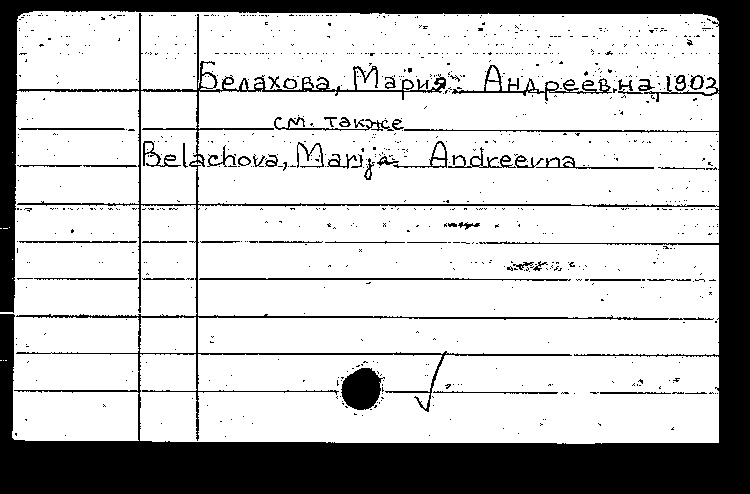 Белахова, Мария Андреевна, 1903
см. также
Belachova, Marija Andreevna